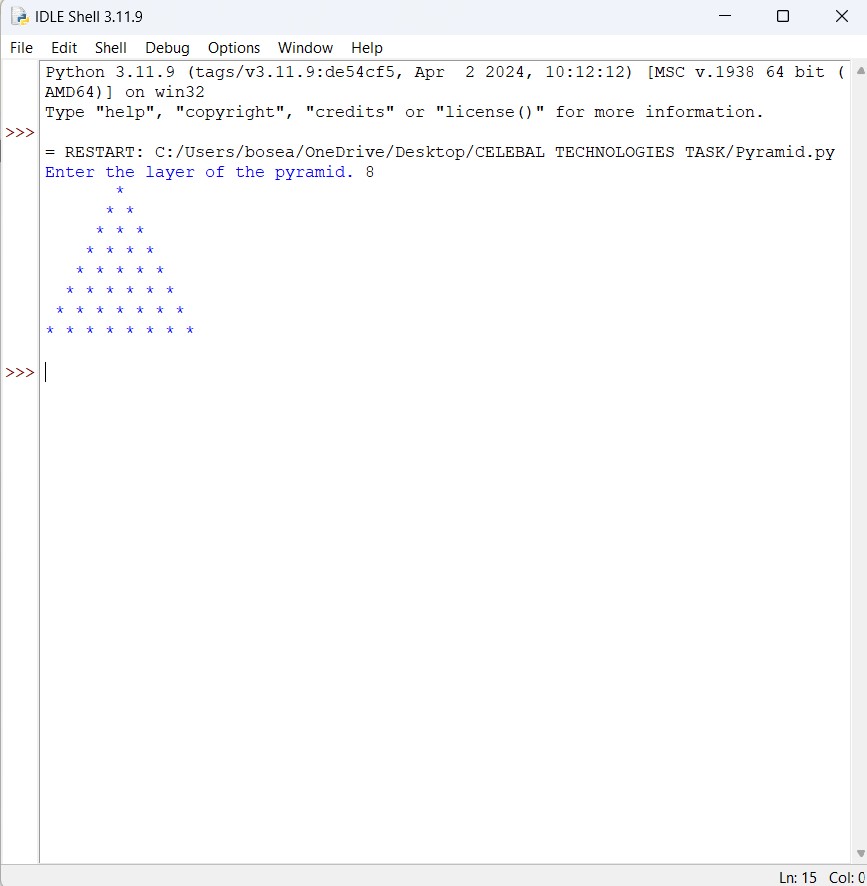 IDLE Shell 3.11.9
File Edit Shell Debug Options Window Help
Python 3.11.9 (tags/v3.11.9:de54cf5, Apr  2 2024, 10:12:12) [MSC v.1938 64 bit (
AMD64)] on win32
Type "help", "copyright", "credits" or "license()" for more information.
>>>
= RESTART: C:/Users/bosea/OneDrive/Desktop/CELEBAL TECHNOLOGIES TASK/Pyramid.py
Enter the layer of the pyramid. 8
       *
      * *
     * * *
    * * * *
   * * * * *
  * * * * * *
 * * * * * * *
* * * * * * * *
>>>
Ln: 15 Col: 0